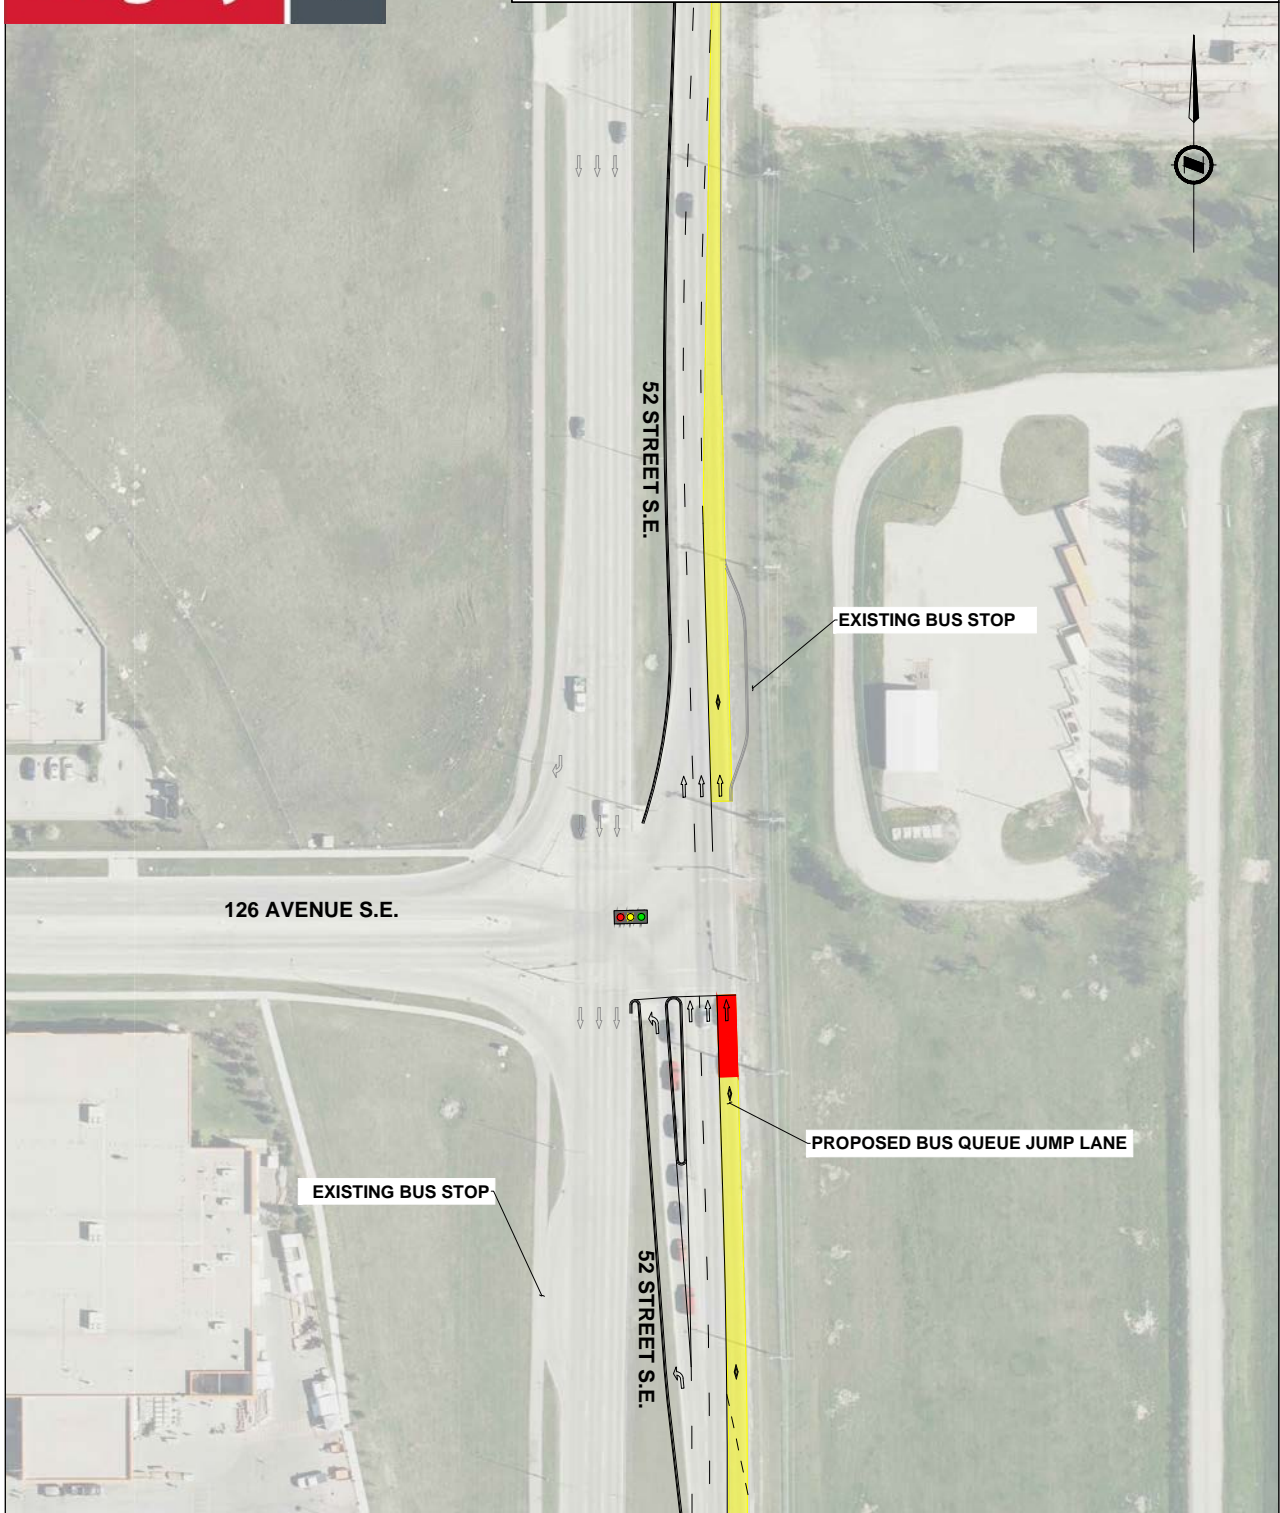 52 STREET S.E.
EXISTING BUS STOP
126 AVENUE S.E.
PROPOSED BUS QUEUE JUMP LANE
EXISTING BUS STOP
52 STREET S.E.